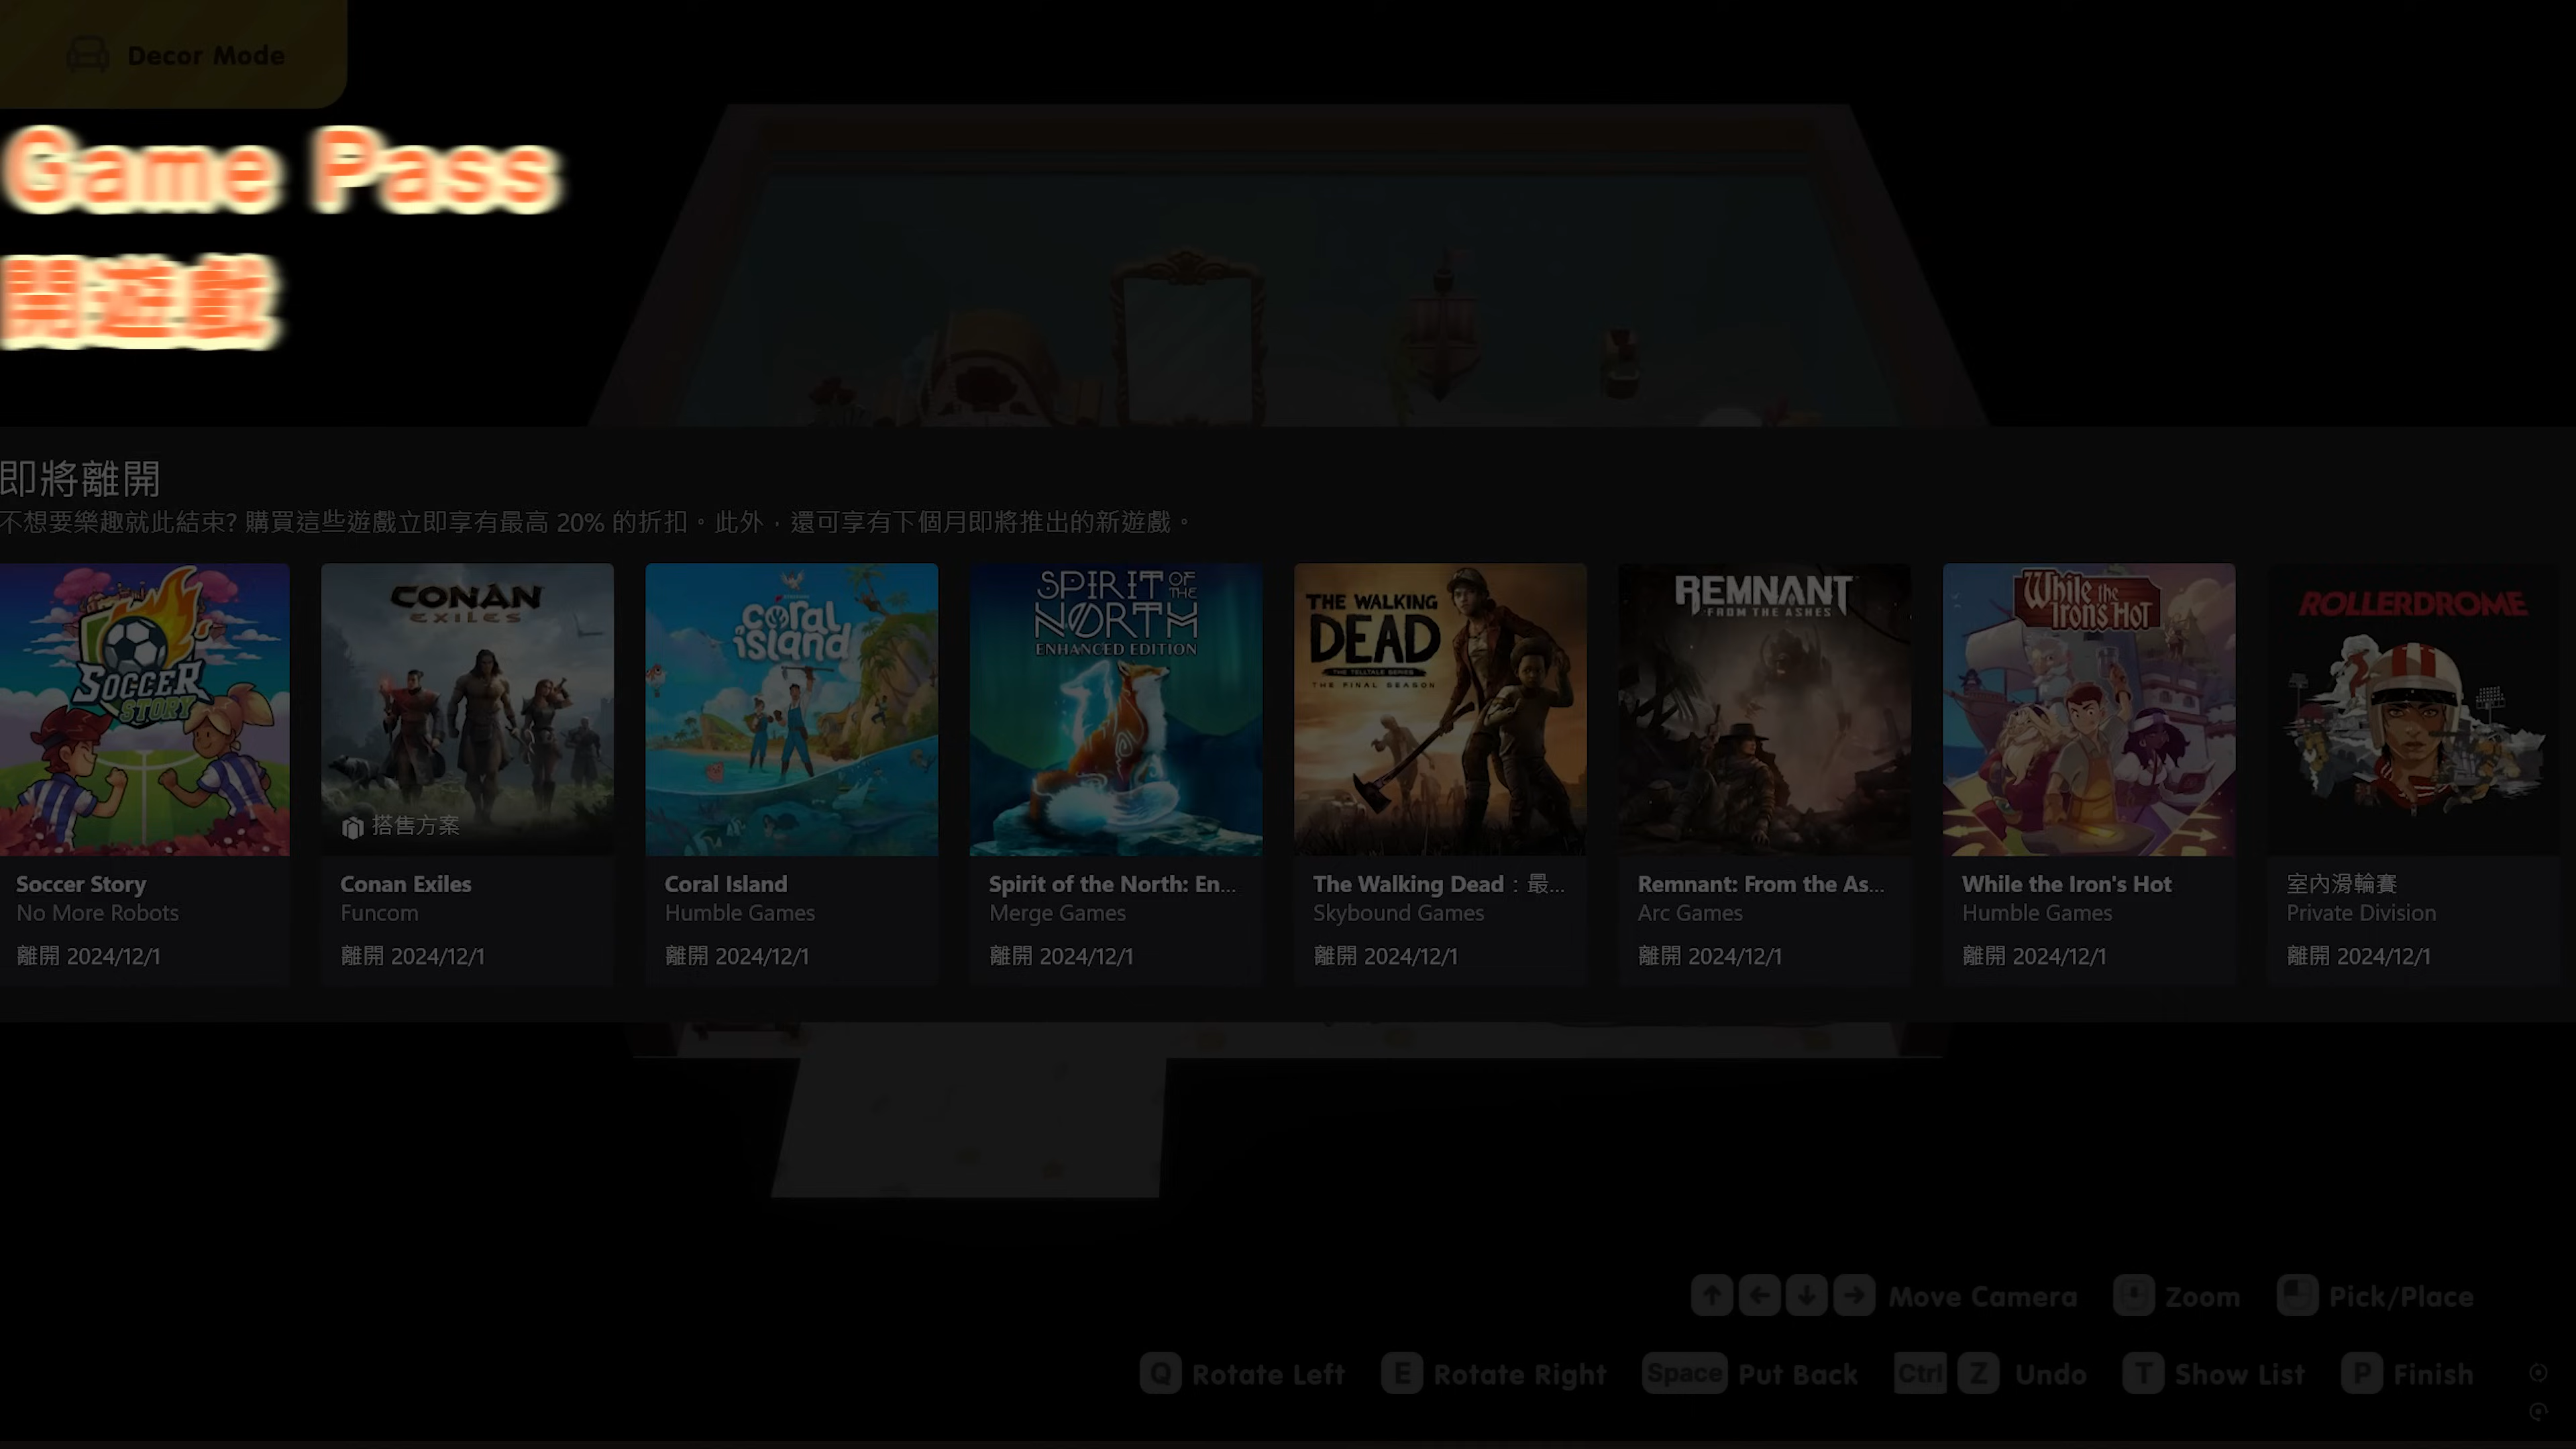 Decor Mode
Game Pass
開遊戲
即將離開
不想要樂趣就此結束? 購買這些遊戲立即享有最高 20% 的折扣。此外，還可享有下個月即將推出的新遊戲。
SOCCER STORY
CONAN EXILES
coral island
SPIRIT OF THE NORTH ENHANCED EDITION
THE WALKING DEAD THE TELLTALE SERIES THE FINAL SEASON
REMNANT FROM THE ASHES
While the Iron's Hot
ROLLERDROME
搭售方案
Soccer Story
No More Robots
離開 2024/12/1
Conan Exiles
Funcom
離開 2024/12/1
Coral Island
Humble Games
離開 2024/12/1
Spirit of the North: En...
Merge Games
離開 2024/12/1
The Walking Dead：最...
Skybound Games
離開 2024/12/1
Remnant: From the As...
Arc Games
離開 2024/12/1
While the Iron's Hot
Humble Games
離開 2024/12/1
室內滑輪賽
Private Division
離開 2024/12/1
Move Camera Zoom Pick/Place
Q Rotate Left E Rotate Right Space Put Back Ctrl Z Undo T Show List P Finish